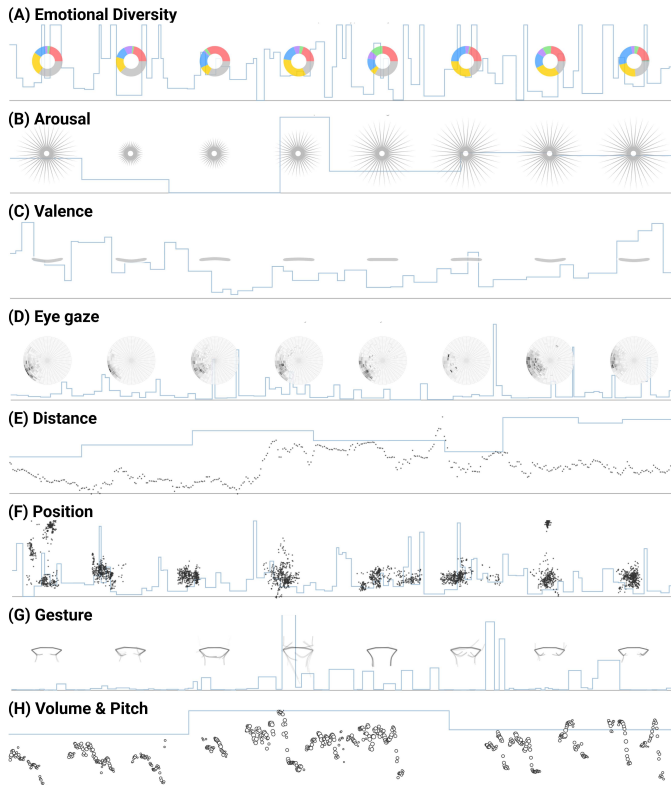 (A) Emotional Diversity
(B) Arousal
(C) Valence
(D) Eye gaze
(E) Distance
(F) Position
(G) Gesture
(H) Volume & Pitch